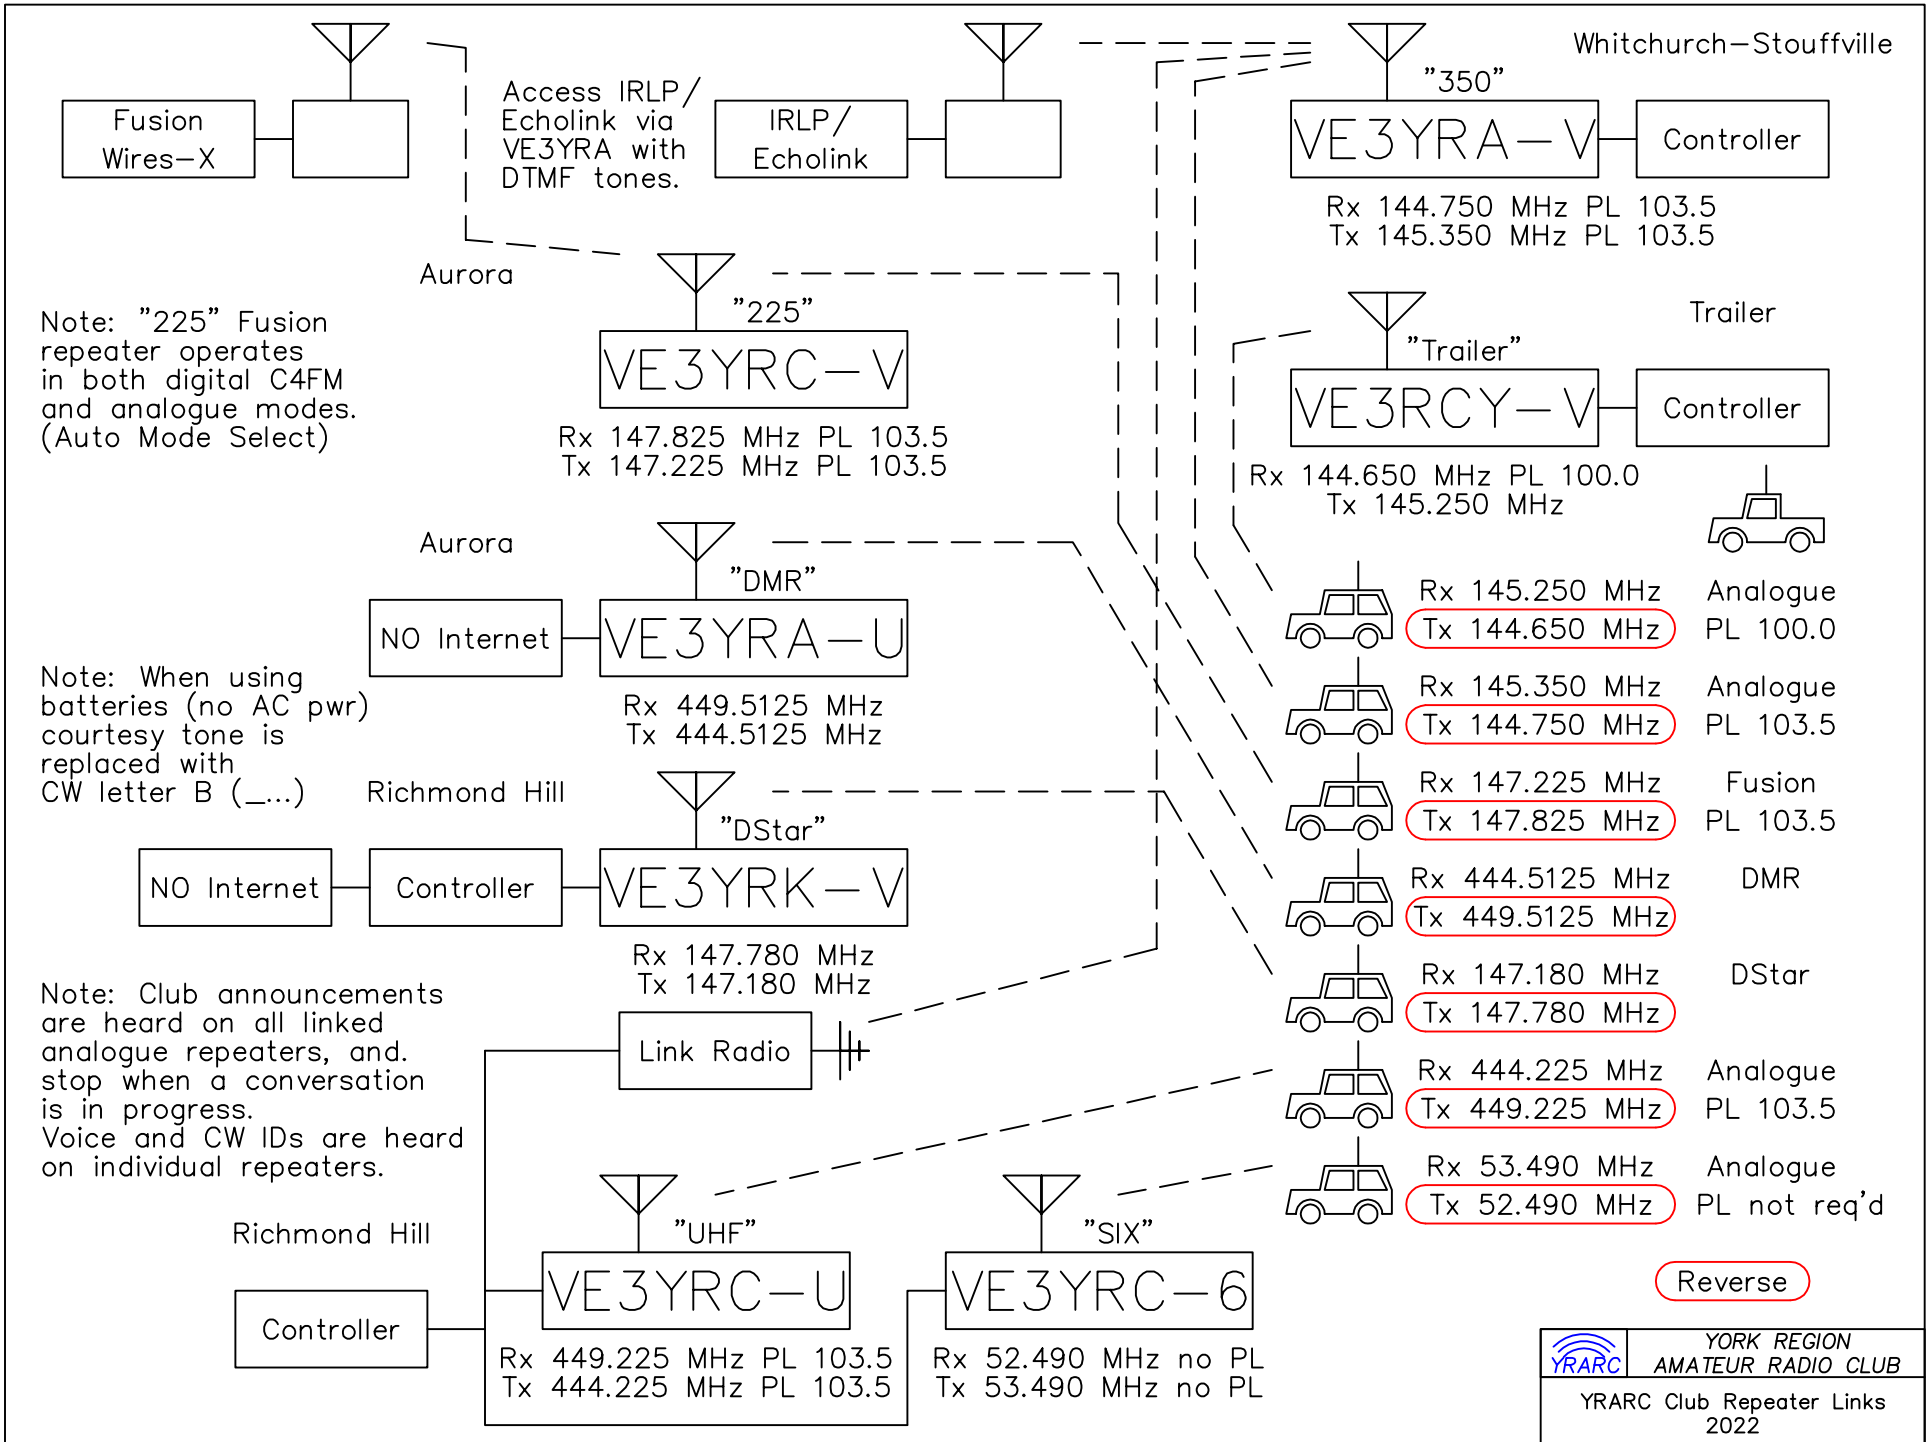 Whitchurch-Stouffville
Fusion
Wires-X
Access IRLP/
Echolink via
VE3YRA with
DTMF tones.
IRLP/
Echolink
"350"
VE3YRA-V
Controller
Rx 144.750 MHz PL 103.5
Tx 145.350 MHz PL 103.5
Aurora
"225"
VE3YRC-V
Rx 147.825 MHz PL 103.5
Tx 147.225 MHz PL 103.5
Note: "225" Fusion
repeater operates
in both digital C4FM
and analogue modes.
(Auto Mode Select)
Trailer
"Trailer"
VE3RCY-V
Controller
Rx 144.650 MHz PL 100.0
Tx 145.250 MHz
Aurora
"DMR"
NO Internet
VE3YRA-U
Rx 449.5125 MHz
Tx 444.5125 MHz
Note: When using
batteries (no AC pwr)
courtesy tone is
replaced with
CW letter B (_...)
Richmond Hill
"DStar"
NO Internet
Controller
VE3YRK-V
Rx 147.780 MHz
Tx 147.180 MHz
Link Radio
Note: Club announcements
are heard on all linked
analogue repeaters, and.
stop when a conversation
is in progress.
Voice and CW IDs are heard
on individual repeaters.
Richmond Hill
Controller
"UHF"
VE3YRC-U
Rx 449.225 MHz PL 103.5
Tx 444.225 MHz PL 103.5
"SIX"
VE3YRC-6
Rx 52.490 MHz no PL
Tx 53.490 MHz no PL
Rx 145.250 MHz Analogue
Tx 144.650 MHz PL 100.0
Rx 145.350 MHz Analogue
Tx 144.750 MHz PL 103.5
Rx 147.225 MHz Fusion
Tx 147.825 MHz PL 103.5
Rx 444.5125 MHz DMR
Tx 449.5125 MHz
Rx 147.180 MHz DStar
Tx 147.780 MHz
Rx 444.225 MHz Analogue
Tx 449.225 MHz PL 103.5
Rx 53.490 MHz Analogue
Tx 52.490 MHz PL not req'd
Reverse
YRARC
YORK REGION
AMATEUR RADIO CLUB
YRARC Club Repeater Links
2022